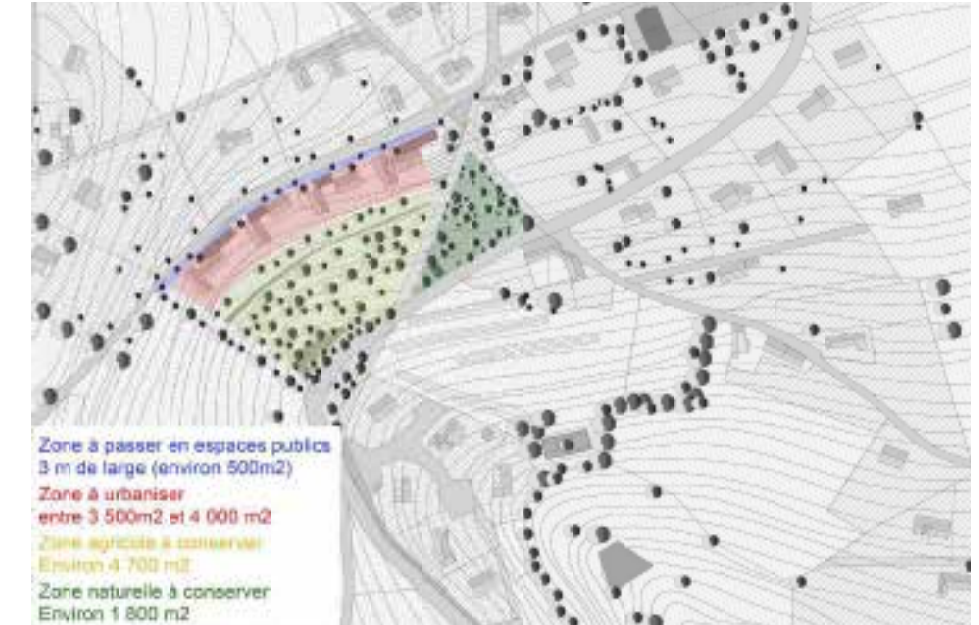 Zone à passer en espaces publics
3 m de large (environ 500m2)
Zone à urbaniser
entre 3 500m2 et 4 000 m2
Zone agricole à conserver
Environ 4 700 m2
Zone naturelle à conserver
Environ 1 800 m2